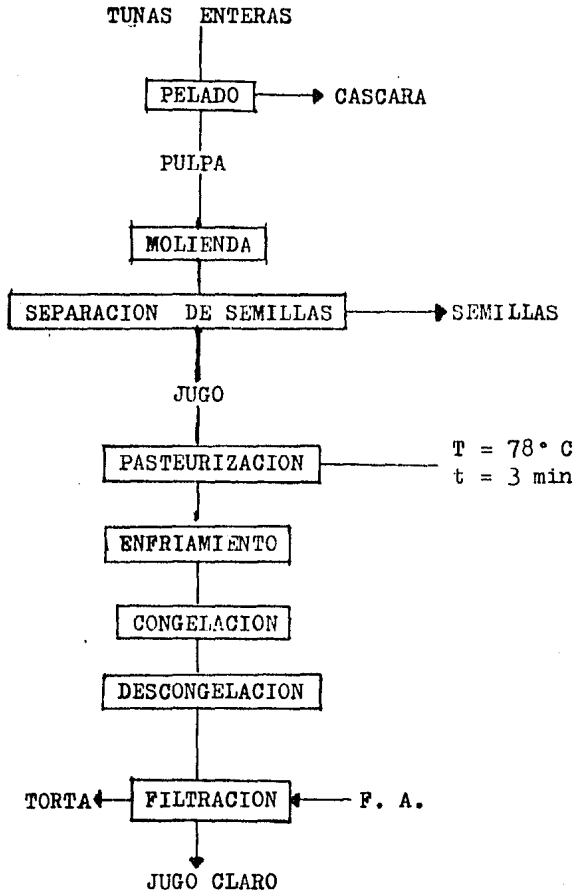 TUNAS ENTERAS
PELADO
CASCARA
PULPA
MOLIENDA
SEPARACION DE SEMILLAS
SEMILLAS
JUGO
PASTEURIZACION
T = 78° C
t = 3 min
ENFRIAMIENTO
CONGELACION
DESCONGELACION
TORTA
FILTRACION
F. A.
JUGO CLARO